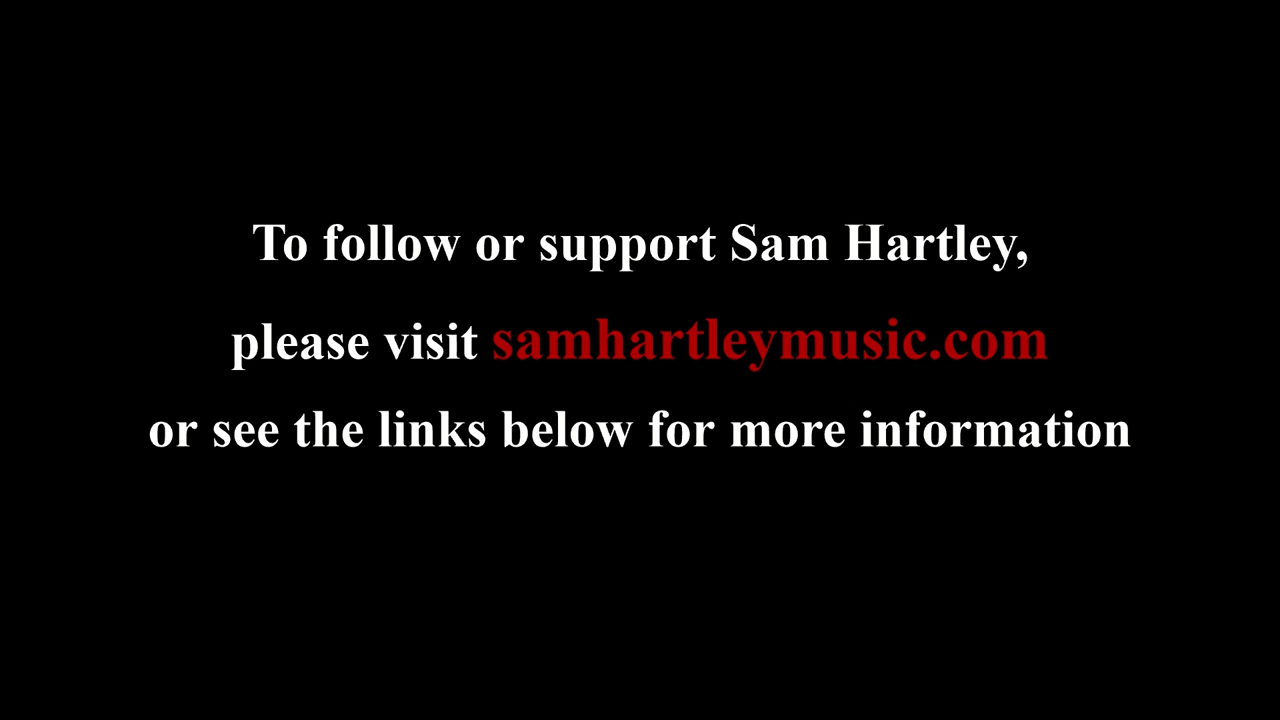 To follow or support Sam Hartley,
please visit samhartleymusic.com
or see the links below for more information